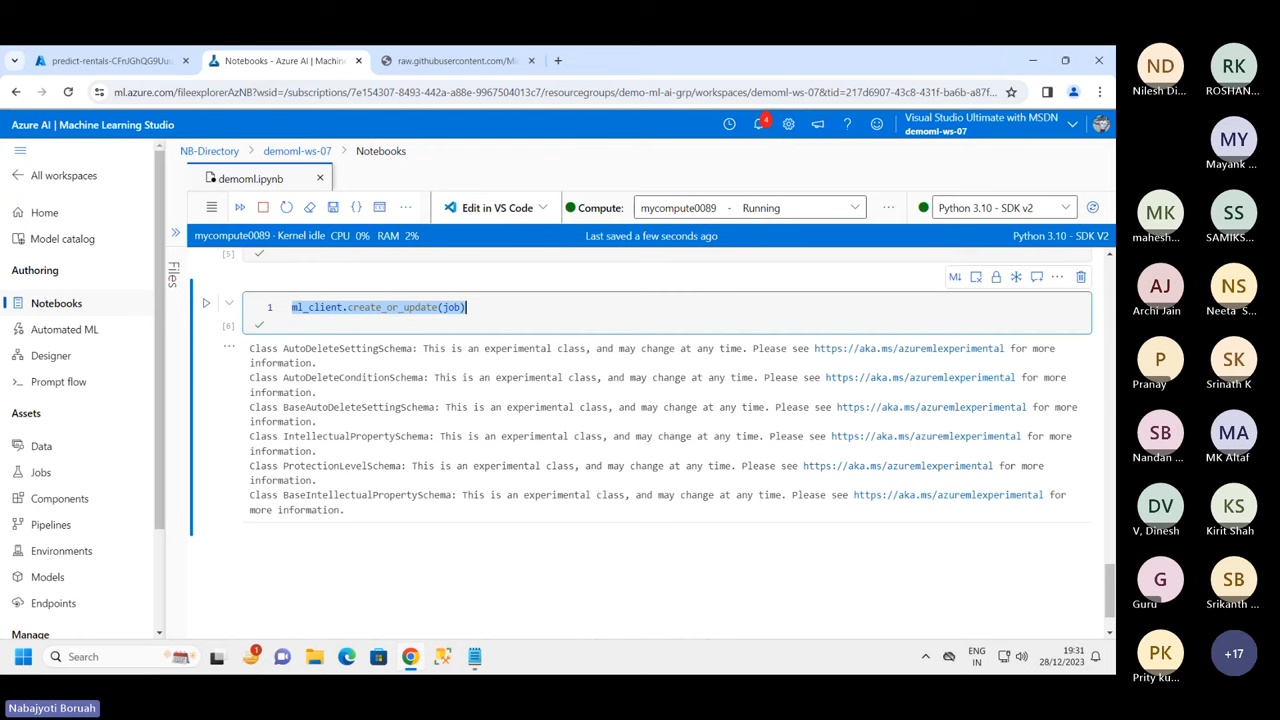 predict-rentals-CFnJGhQG9Uu
Notebooks - Azure AI | Machine L
raw.githubusercontent.com/Mi
ml.azure.com/fileexplorerAzNB?wsid=/subscriptions/7e154307-8493-442a-a88e-9967504013c7/resourcegroups/demo-ml-ai-grp/workspaces/demoml-ws-07&tid=217d6907-43c8-431f-ba6b-a87f...
Azure AI | Machine Learning Studio
4
Visual Studio Ultimate with MSDN
demoml-ws-07
All workspaces
Home
Model catalog
Authoring
Notebooks
Automated ML
Designer
Prompt flow
Assets
Data
Jobs
Components
Pipelines
Environments
Models
Endpoints
Manage
NB-Directory > demoml-ws-07 > Notebooks
demoml.ipynb
Edit in VS Code
Compute: mycompute0089 - Running
Python 3.10 - SDK v2
mycompute0089 · Kernel idle CPU 0% RAM 2%
Last saved a few seconds ago
Python 3.10 - SDK V2
Files
[5]
M↓
1 ml_client.create_or_update(job)
[6]
Class AutoDeleteSettingSchema: This is an experimental class, and may change at any time. Please see https://aka.ms/azuremlexperimental for more
information.
Class AutoDeleteConditionSchema: This is an experimental class, and may change at any time. Please see https://aka.ms/azuremlexperimental for more
information.
Class BaseAutoDeleteSettingSchema: This is an experimental class, and may change at any time. Please see https://aka.ms/azuremlexperimental for more
information.
Class IntellectualPropertySchema: This is an experimental class, and may change at any time. Please see https://aka.ms/azuremlexperimental for more
information.
Class ProtectionLevelSchema: This is an experimental class, and may change at any time. Please see https://aka.ms/azuremlexperimental for more
information.
Class BaseIntellectualPropertySchema: This is an experimental class, and may change at any time. Please see https://aka.ms/azuremlexperimental for
more information.
Search
1
ENG
IN
19:31
28/12/2023
Nabajyoti Boruah
ND
Nilesh Di...
RK
ROSHAN...
MY
Mayank ...
MK
mahesh...
SS
SAMIKS...
AJ
Archi Jain
NS
Neeta S...
P
Pranay
SK
Srinath K
SB
Nandan ...
MA
MK Altaf
DV
V, Dinesh
KS
Kirit Shah
G
Guru
SB
Srikanth ...
PK
Prity ku...
+17